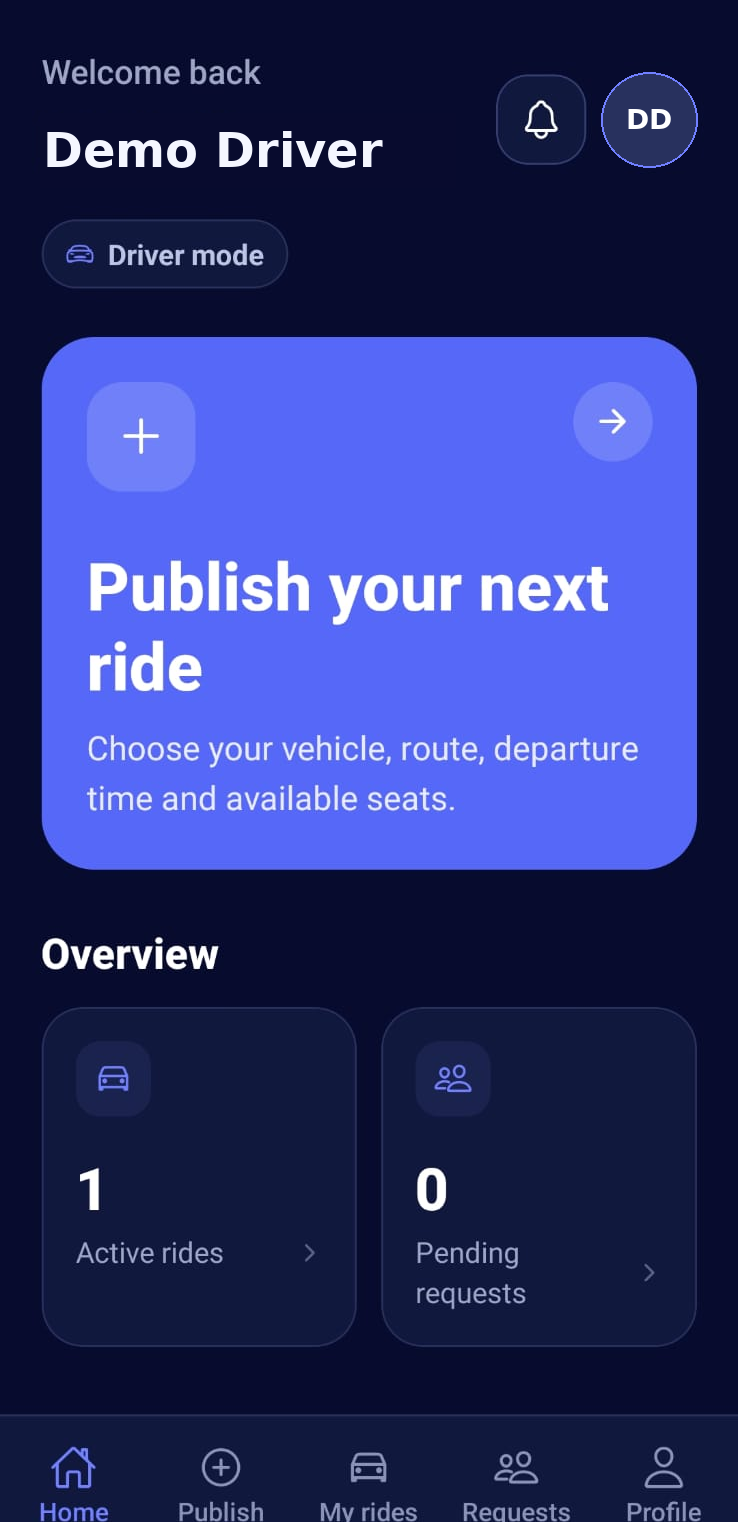 Welcome back
Demo Driver
DD
Driver mode
Publish your next
ride
Choose your vehicle, route, departure
time and available seats.
Overview
1
Active rides
0
Pending
requests
Home
Publish
My rides
Requests
Profile